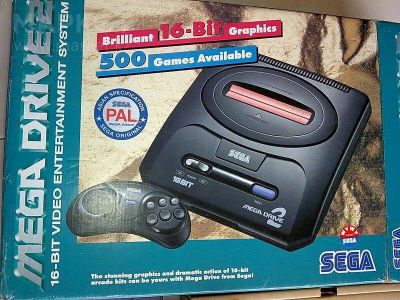 Brilliant 16-Bit Graphics
500 Games Available
MEGA DRIVE 2
16-BIT VIDEO ENTERTAINMENT SYSTEM
ASIAN SPECIFICATION
SEGA
PAL
MEGA DRIVE
SEGA ORIGINAL
SEGA
16BIT
MEGA DRIVE 2
SEGA
SEGA
The stunning graphics and dramatic action of 16-bit
arcade hits can be yours with Mega Drive from Sega!